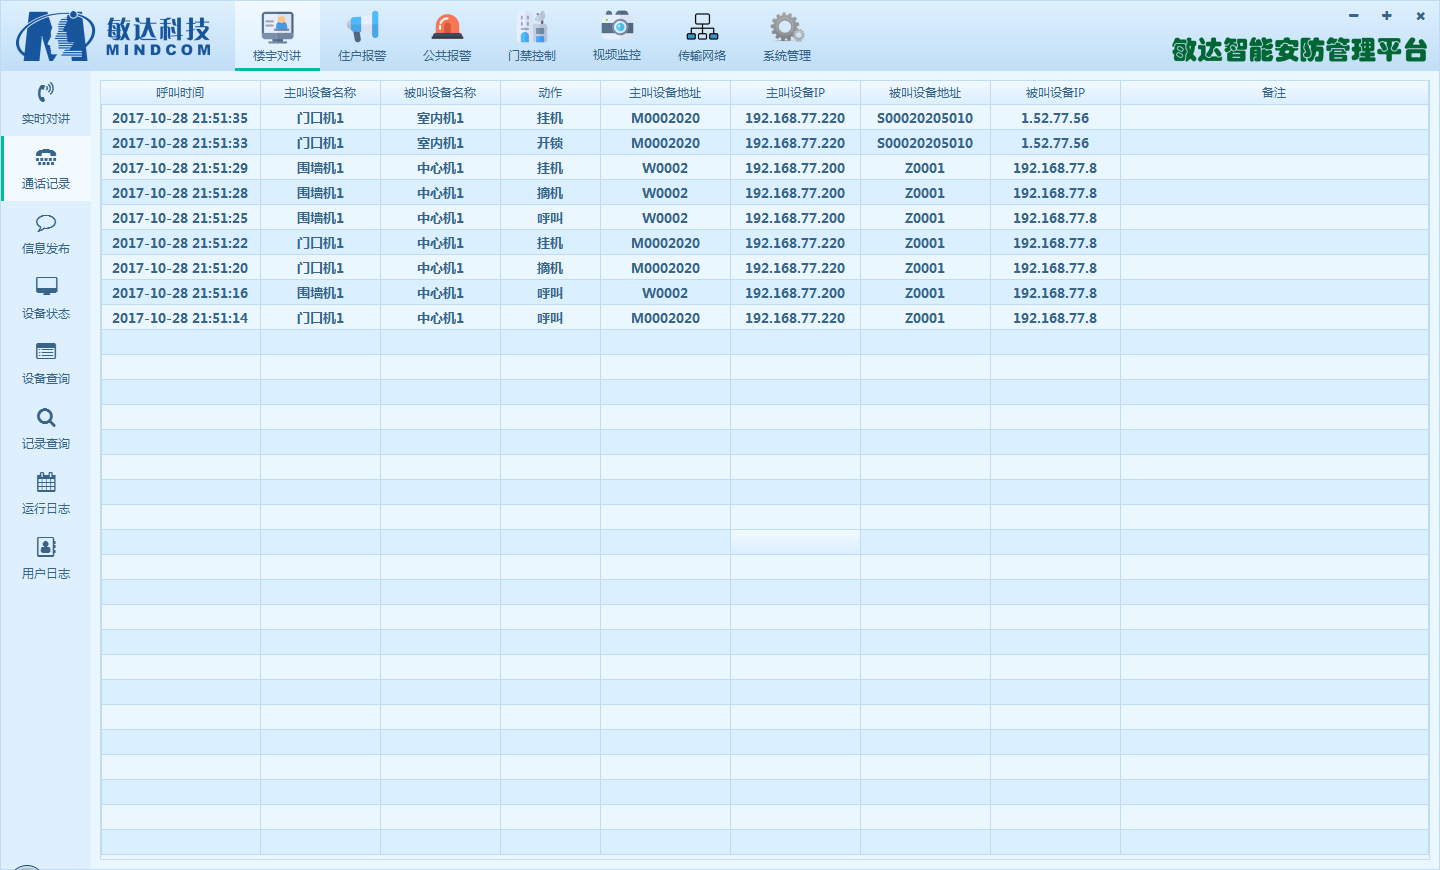 敏达科技
MINDCOM
楼宇对讲 住户报警 公共报警 门禁控制 视频监控 传输网络 系统管理
敏达智能安防管理平台
实时对讲
通话记录
信息发布
设备状态
设备查询
记录查询
运行日志
用户日志
呼叫时间 主叫设备名称 被叫设备名称 动作 主叫设备地址 主叫设备IP 被叫设备地址 被叫设备IP 备注
2017-10-28 21:51:35 门口机1 室内机1 挂机 M0002020 192.168.77.220 S00020205010 1.52.77.56
2017-10-28 21:51:33 门口机1 室内机1 开锁 M0002020 192.168.77.220 S00020205010 1.52.77.56
2017-10-28 21:51:29 围墙机1 中心机1 挂机 W0002 192.168.77.200 Z0001 192.168.77.8
2017-10-28 21:51:28 围墙机1 中心机1 摘机 W0002 192.168.77.200 Z0001 192.168.77.8
2017-10-28 21:51:25 围墙机1 中心机1 呼叫 W0002 192.168.77.200 Z0001 192.168.77.8
2017-10-28 21:51:22 门口机1 中心机1 挂机 M0002020 192.168.77.220 Z0001 192.168.77.8
2017-10-28 21:51:20 门口机1 中心机1 摘机 M0002020 192.168.77.220 Z0001 192.168.77.8
2017-10-28 21:51:16 围墙机1 中心机1 呼叫 W0002 192.168.77.200 Z0001 192.168.77.8
2017-10-28 21:51:14 门口机1 中心机1 呼叫 M0002020 192.168.77.220 Z0001 192.168.77.8